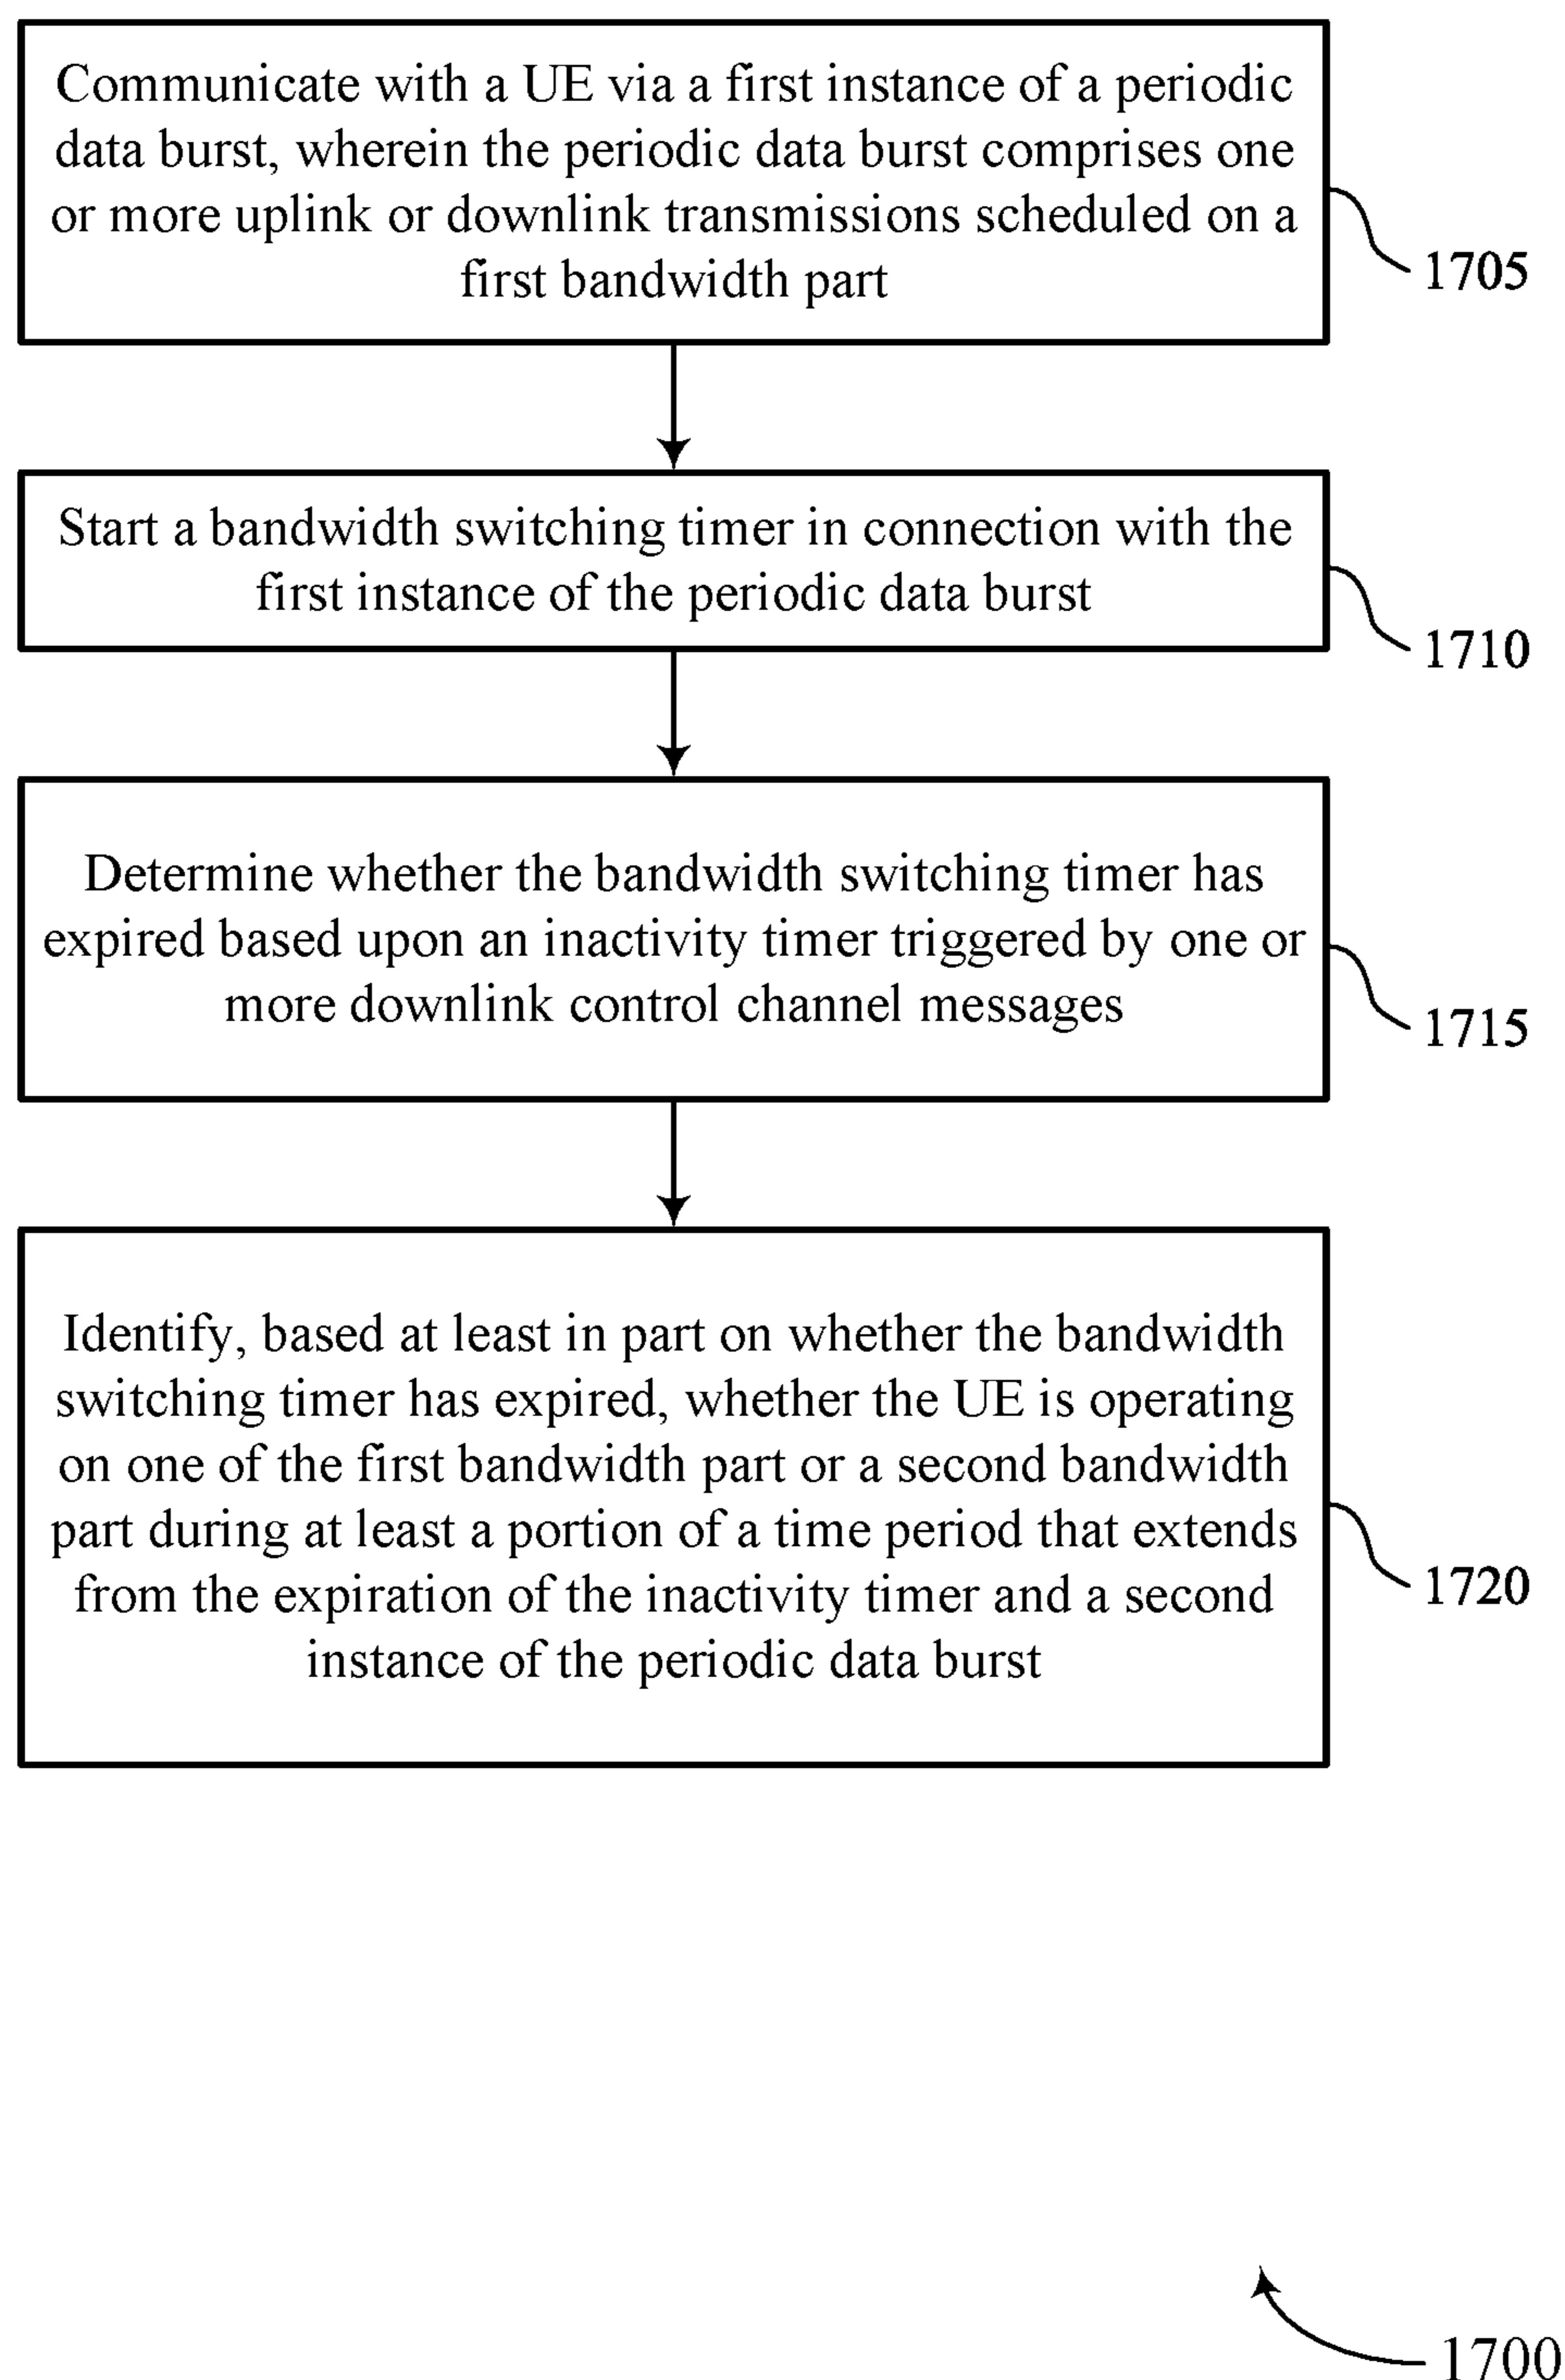 Communicate with a UE via a first instance of a periodic
data burst, wherein the periodic data burst comprises one
or more uplink or downlink transmissions scheduled on a
first bandwidth part
1705
Start a bandwidth switching timer in connection with the
first instance of the periodic data burst
1710
Determine whether the bandwidth switching timer has
expired based upon an inactivity timer triggered by one or
more downlink control channel messages
1715
Identify, based at least in part on whether the bandwidth
switching timer has expired, whether the UE is operating
on one of the first bandwidth part or a second bandwidth
part during at least a portion of a time period that extends
from the expiration of the inactivity timer and a second
instance of the periodic data burst
1720
1700